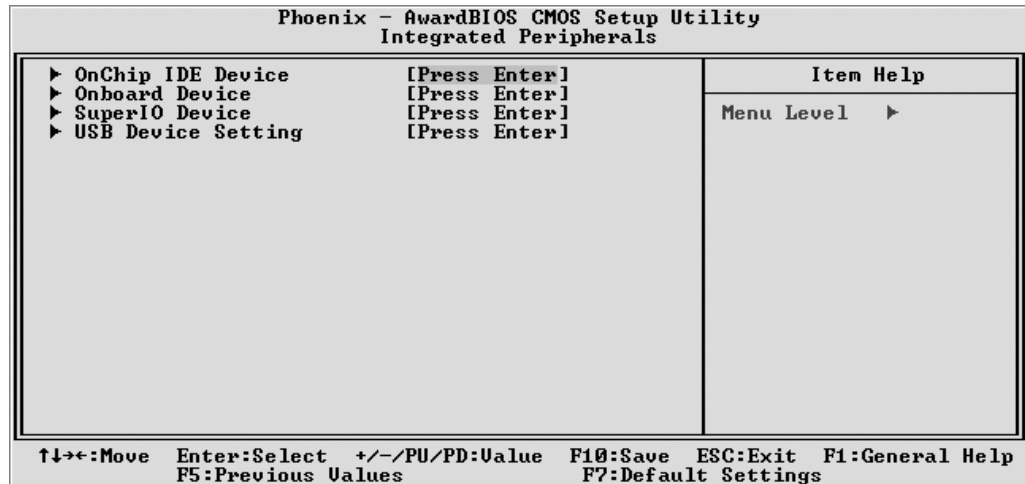 Phoenix - AwardBIOS CMOS Setup Utility
Integrated Peripherals
▶ OnChip IDE Device [Press Enter]
▶ Onboard Device [Press Enter]
▶ SuperIO Device [Press Enter]
▶ USB Device Setting [Press Enter]
Item Help
Menu Level ▶
↑↓→←:Move Enter:Select +/-/PU/PD:Value F10:Save ESC:Exit F1:General Help
F5:Previous Values F7:Default Settings